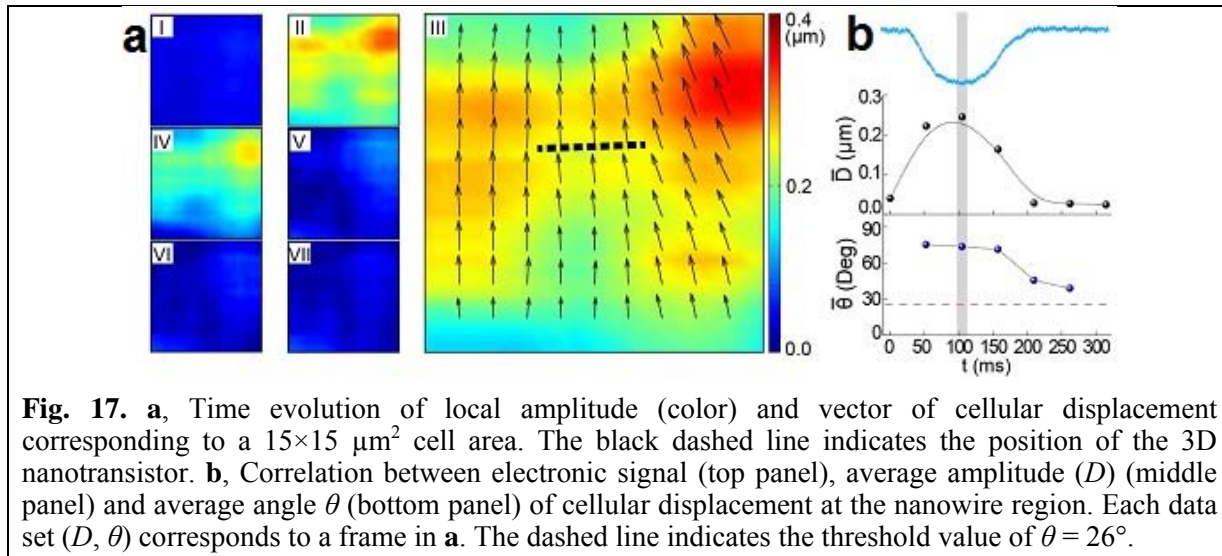 a
I
II
III
IV
V
VI
VII
0.4
(µm)
0.2
0.0
b
0.3
0.2
0.1
0.0
D̅ (µm)
90
60
30
0
θ̅ (Deg)
0 50 100 150 200 250 300
t (ms)
Fig. 17. a, Time evolution of local amplitude (color) and vector of cellular displacement
corresponding to a 15×15 µm² cell area. The black dashed line indicates the position of the 3D
nanotransistor. b, Correlation between electronic signal (top panel), average amplitude (D) (middle
panel) and average angle θ (bottom panel) of cellular displacement at the nanowire region. Each data
set (D, θ) corresponds to a frame in a. The dashed line indicates the threshold value of θ = 26°.